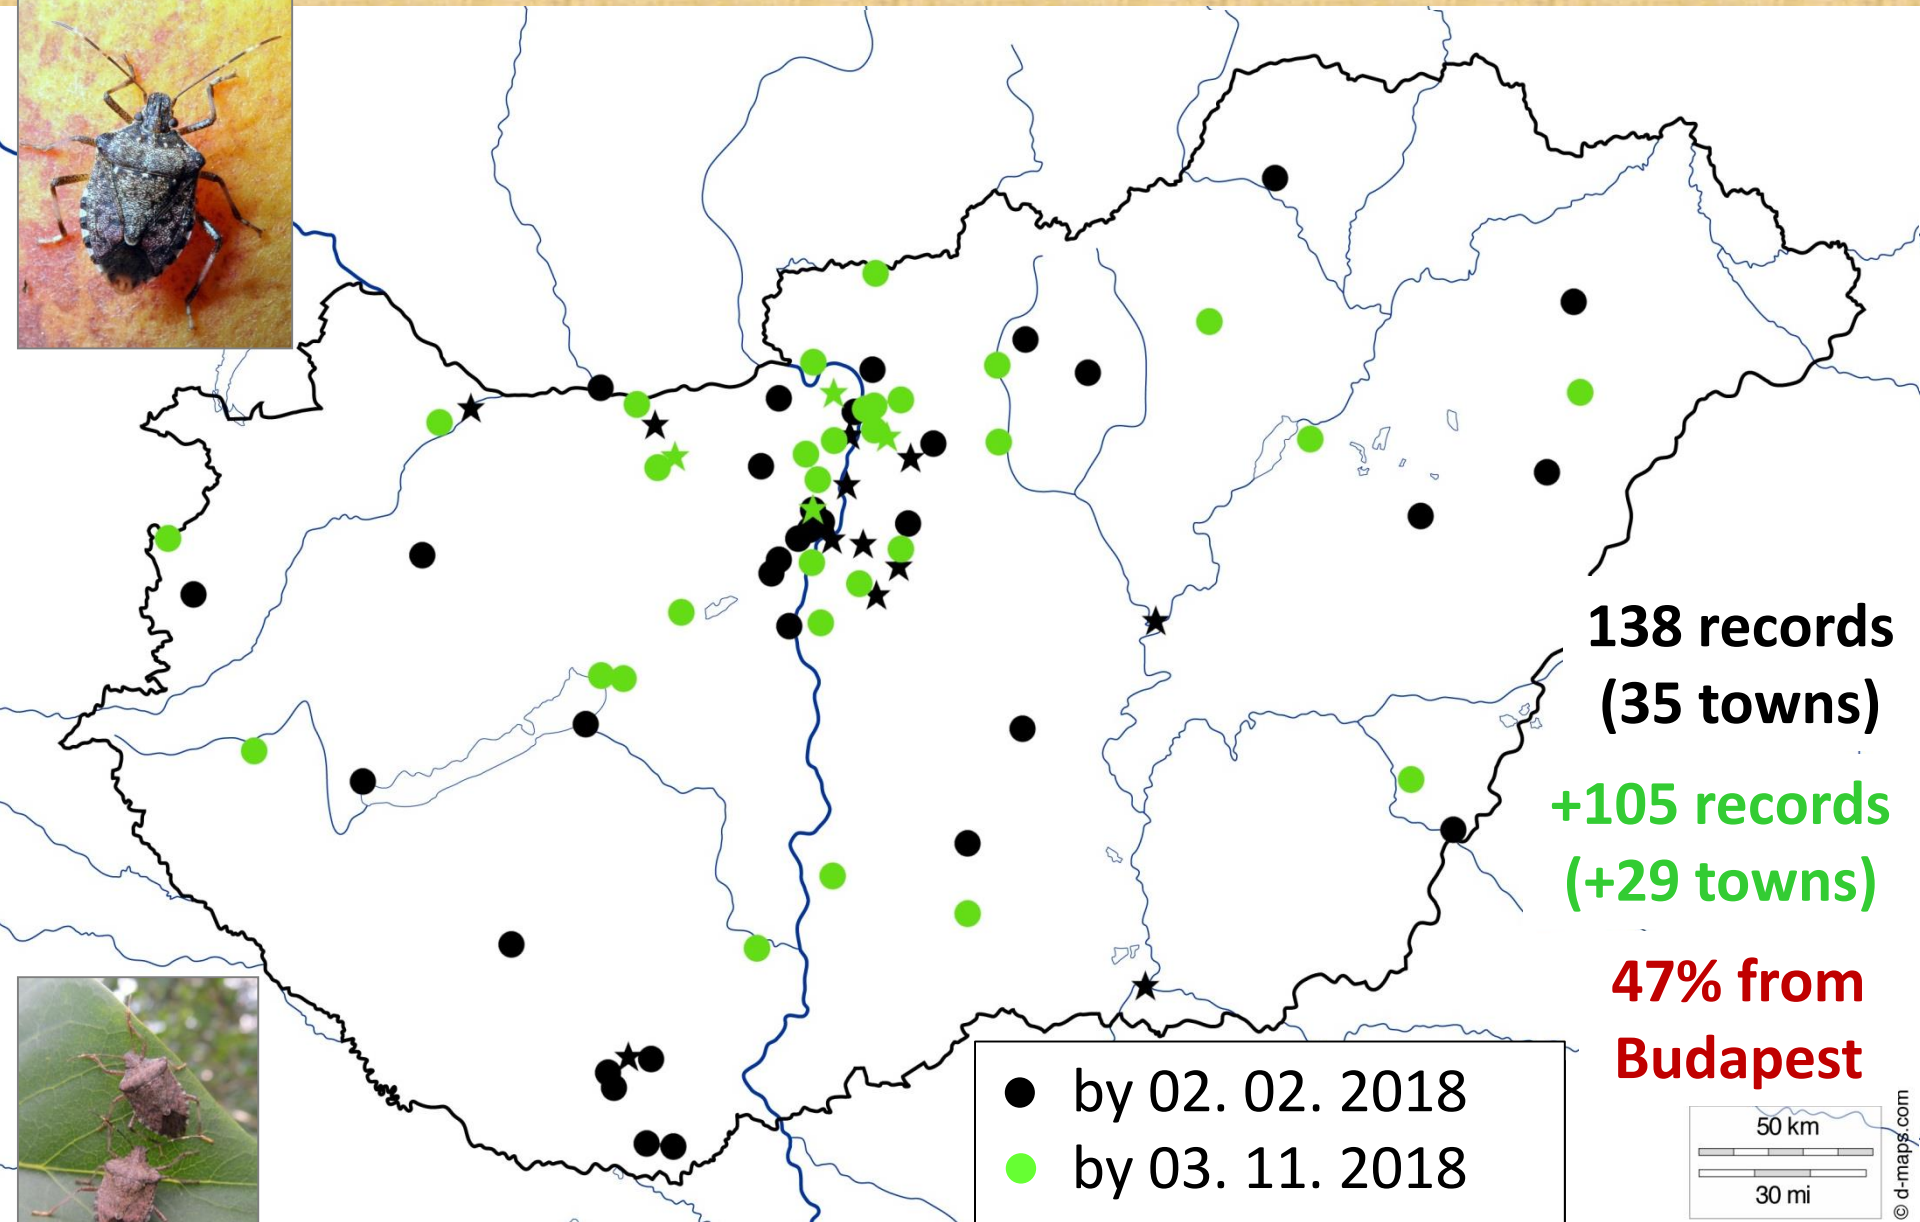 138 records
(35 towns)
+105 records
(+29 towns)
47% from
Budapest
by 02. 02. 2018
by 03. 11. 2018
50 km
30 mi
© d-maps.com